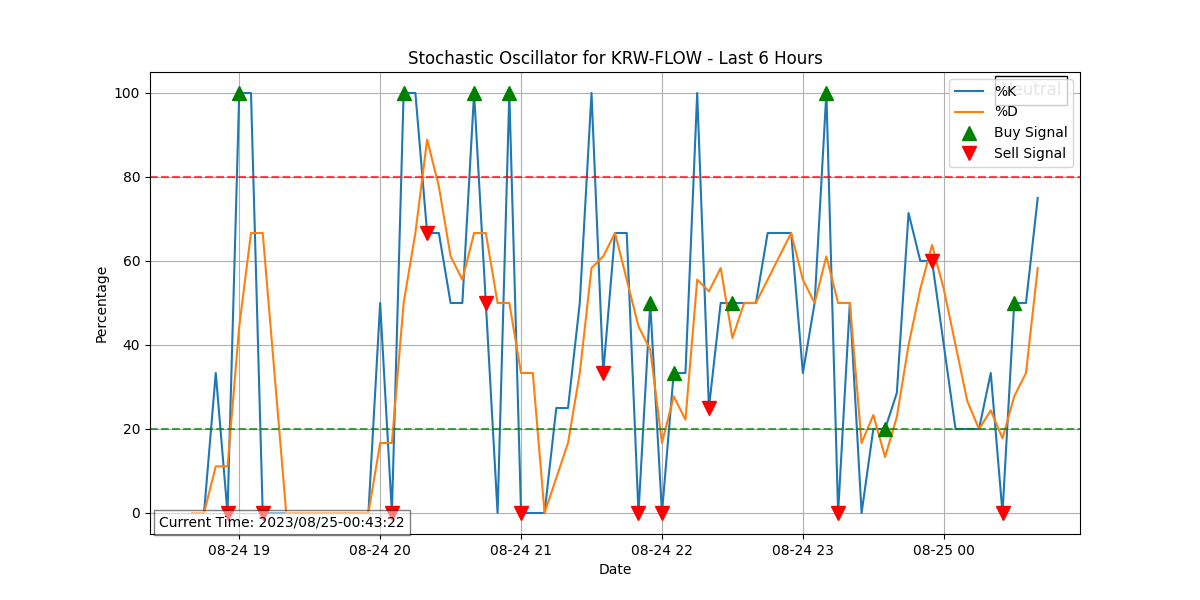 Stochastic Oscillator for KRW-FLOW - Last 6 Hours
Neutral
%K
%D
Buy Signal
Sell Signal
Percentage
100
80
60
40
20
0
Current Time: 2023/08/25-00:43:22
08-24 19
08-24 20
08-24 21
08-24 22
08-24 23
08-25 00
Date